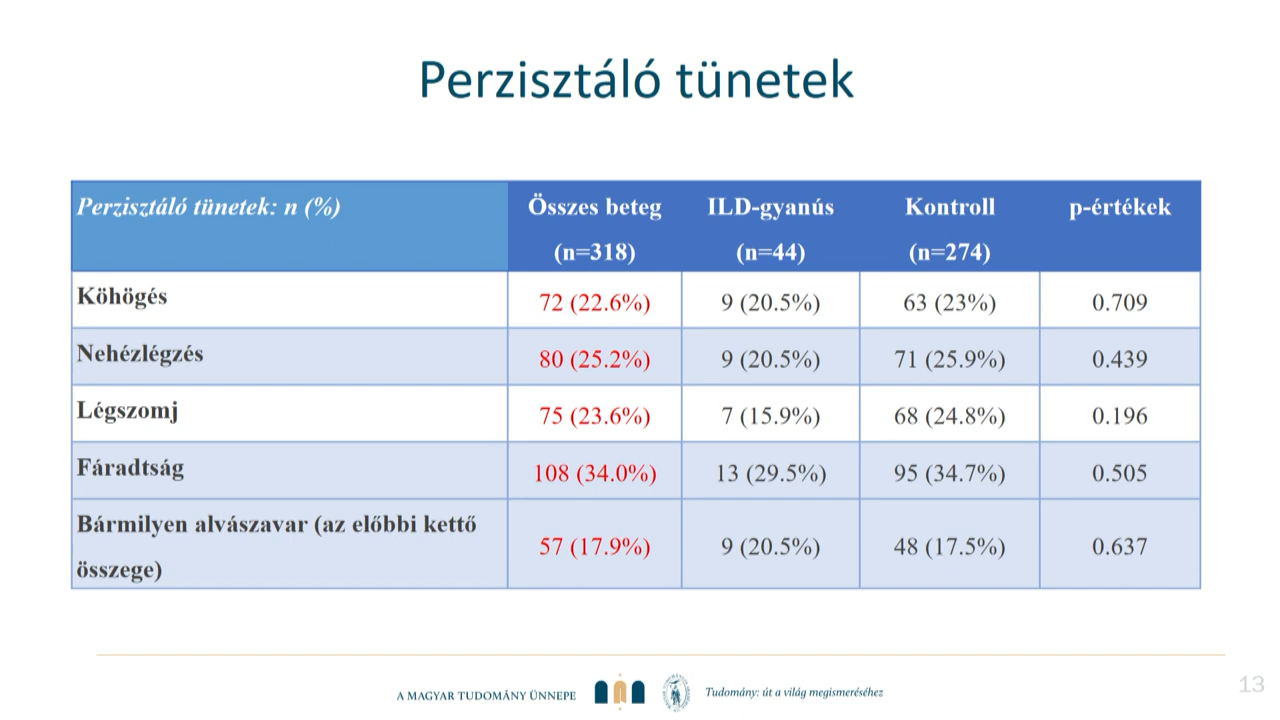 Perzisztáló tünetek
Perzisztáló tünetek: n (%) Összes beteg ILD-gyanús Kontroll p-értékek
(n=318) (n=44) (n=274)
Köhögés 72 (22.6%) 9 (20.5%) 63 (23%) 0.709
Nehézlégzés 80 (25.2%) 9 (20.5%) 71 (25.9%) 0.439
Légszomj 75 (23.6%) 7 (15.9%) 68 (24.8%) 0.196
Fáradtság 108 (34.0%) 13 (29.5%) 95 (34.7%) 0.505
Bármilyen alvászavar (az előbbi kettő
összege) 57 (17.9%) 9 (20.5%) 48 (17.5%) 0.637
A MAGYAR TUDOMÁNY ÜNNEPE
Tudomány: út a világ megismeréséhez
13